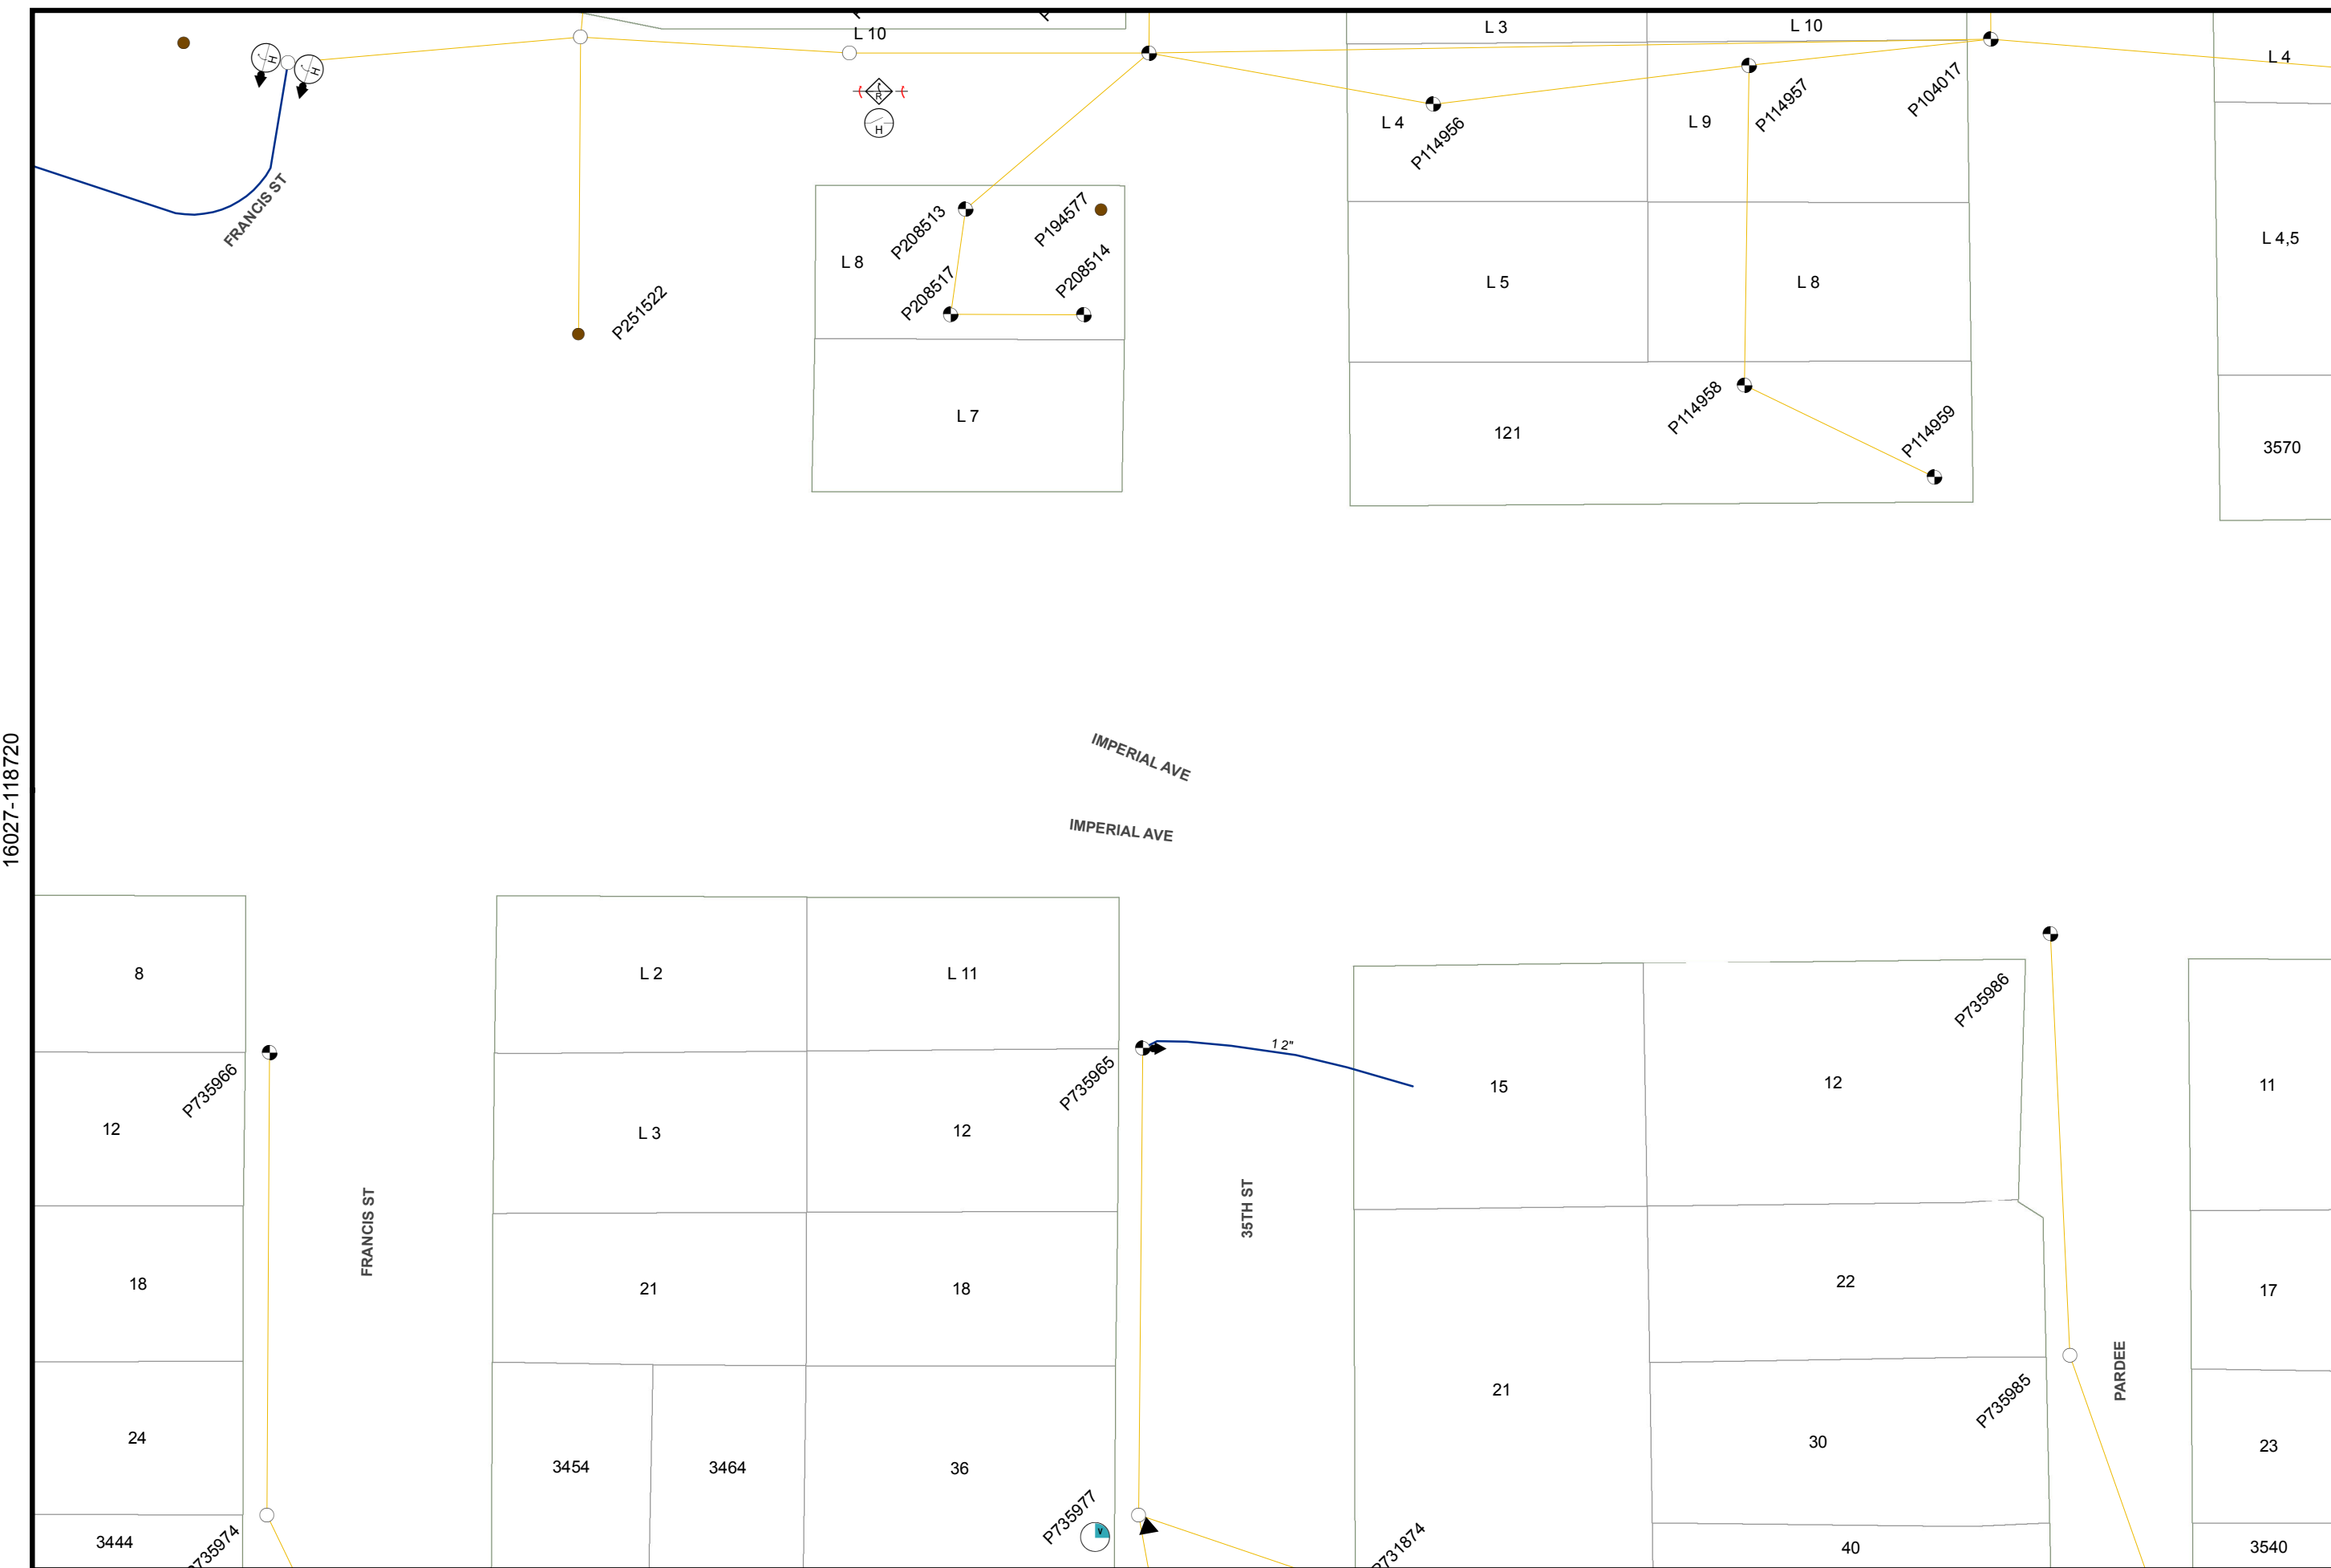 L 10
L 3
L 10
L 4
H
H
R
H
L 4
P114956
L 9
P114957
P104017
FRANCIS ST
P208513
P194577
L 8
P208517
P208514
P251522
L 5
L 8
L 4,5
L 7
121
P114958
P114959
3570
16027-118720
IMPERIAL AVE
IMPERIAL AVE
8
L 2
L 11
P735986
P735966
P735965
1 2"
15
12
11
12
L 3
12
FRANCIS ST
35TH ST
18
21
18
22
17
PARDEE
24
3454
3464
36
21
P735985
30
23
P735977
V
3444
P735974
P731874
40
3540